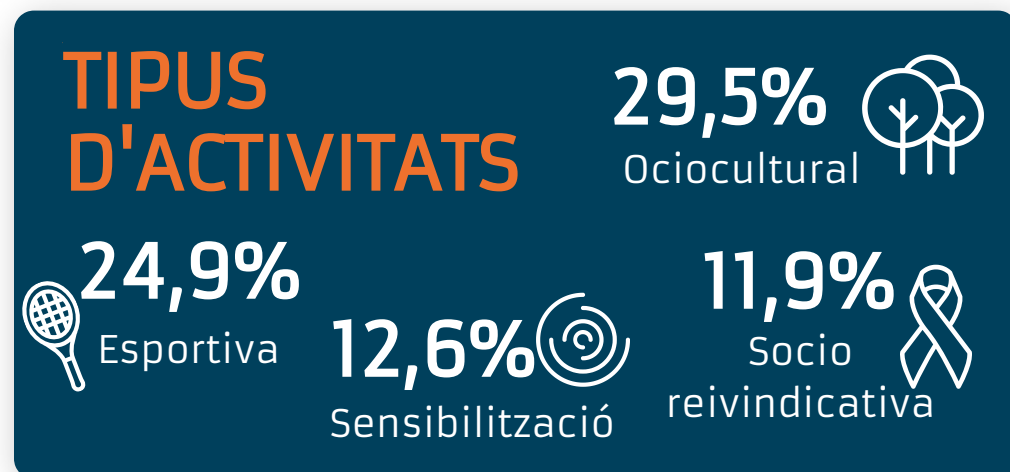 TIPUS
D'ACTIVITATS
29,5%
Ociocultural
24,9%
Esportiva
12,6%
Sensibilització
11,9%
Socio
reivindicativa